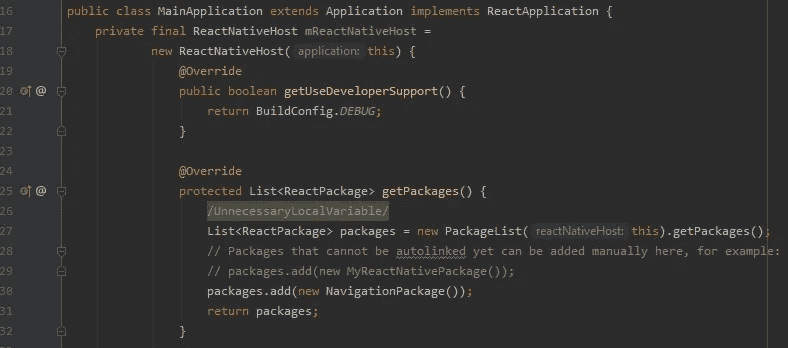 16 public class MainApplication extends Application implements ReactApplication {
17 private final ReactNativeHost mReactNativeHost =
18 new ReactNativeHost( application: this) {
19 @Override
20 @ public boolean getUseDeveloperSupport() {
21 return BuildConfig.DEBUG;
22 }
23
24 @Override
25 @ protected List<ReactPackage> getPackages() {
26 /UnnecessaryLocalVariable/
27 List<ReactPackage> packages = new PackageList( reactNativeHost: this).getPackages();
28 // Packages that cannot be autolinked yet can be added manually here, for example:
29 // packages.add(new MyReactNativePackage());
30 packages.add(new NavigationPackage());
31 return packages;
32 }